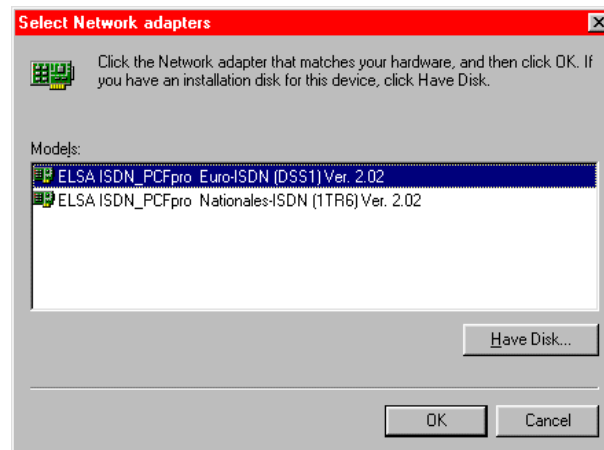 Select Network adapters
Click the Network adapter that matches your hardware, and then click OK. If
you have an installation disk for this device, click Have Disk.
Models:
ELSA ISDN_PCFpro Euro-ISDN (DSS1) Ver. 2.02
ELSA ISDN_PCFpro Nationales-ISDN (1TR6) Ver. 2.02
Have Disk...
OK Cancel